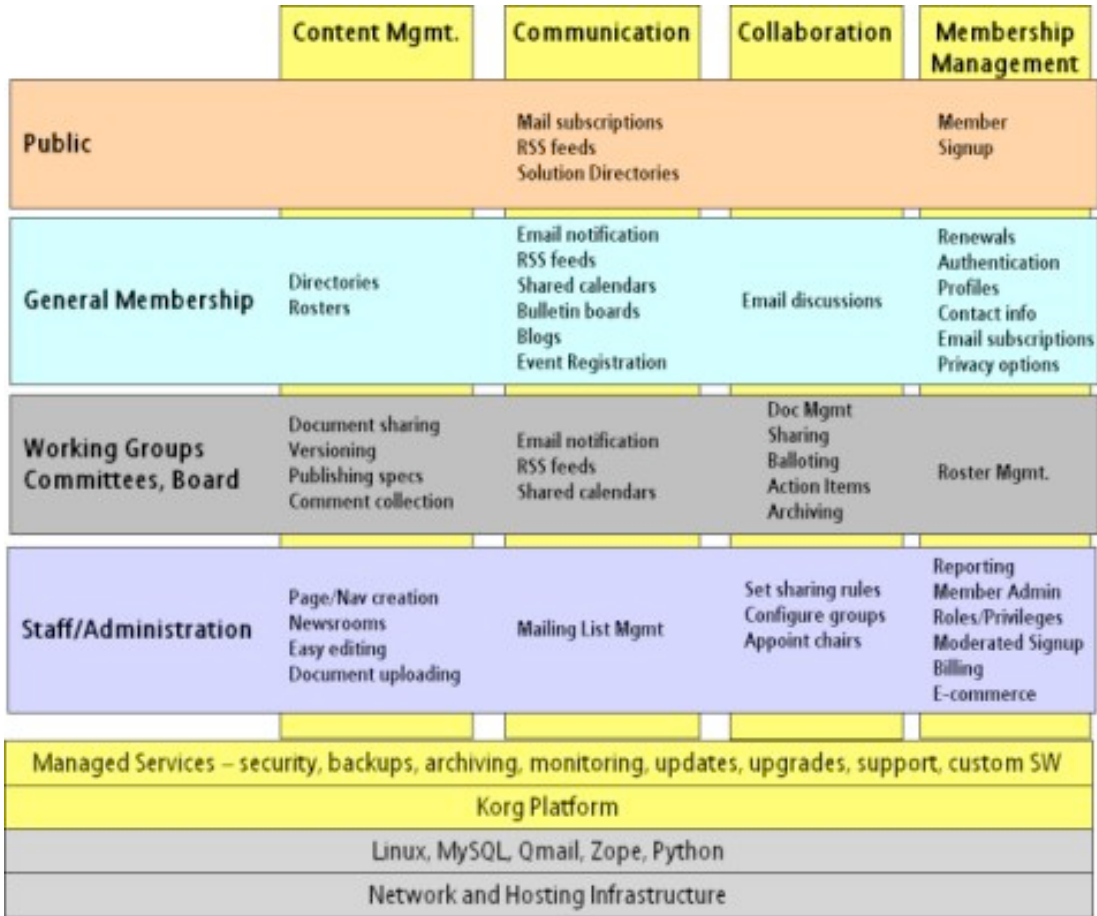 Content Mgmt.
Communication
Collaboration
Membership
Management
Public
Mail subscriptions
RSS feeds
Solution Directories
Member
Signup
General Membership
Directories
Rosters
Email notification
RSS feeds
Shared calendars
Bulletin boards
Blogs
Event Registration
Email discussions
Renewals
Authentication
Profiles
Contact info
Email subscriptions
Privacy options
Working Groups
Committees, Board
Document sharing
Versioning
Publishing specs
Comment collection
Email notification
RSS feeds
Shared calendars
Doc Mgmt
Sharing
Balloting
Action Items
Archiving
Roster Mgmt.
Staff/Administration
Page/Nav creation
Newsrooms
Easy editing
Document uploading
Mailing List Mgmt
Set sharing rules
Configure groups
Appoint chairs
Reporting
Member Admin
Roles/Privileges
Moderated Signup
Billing
E-commerce
Managed Services – security, backups, archiving, monitoring, updates, upgrades, support, custom SW
Korg Platform
Linux, MySQL, Qmail, Zope, Python
Network and Hosting Infrastructure